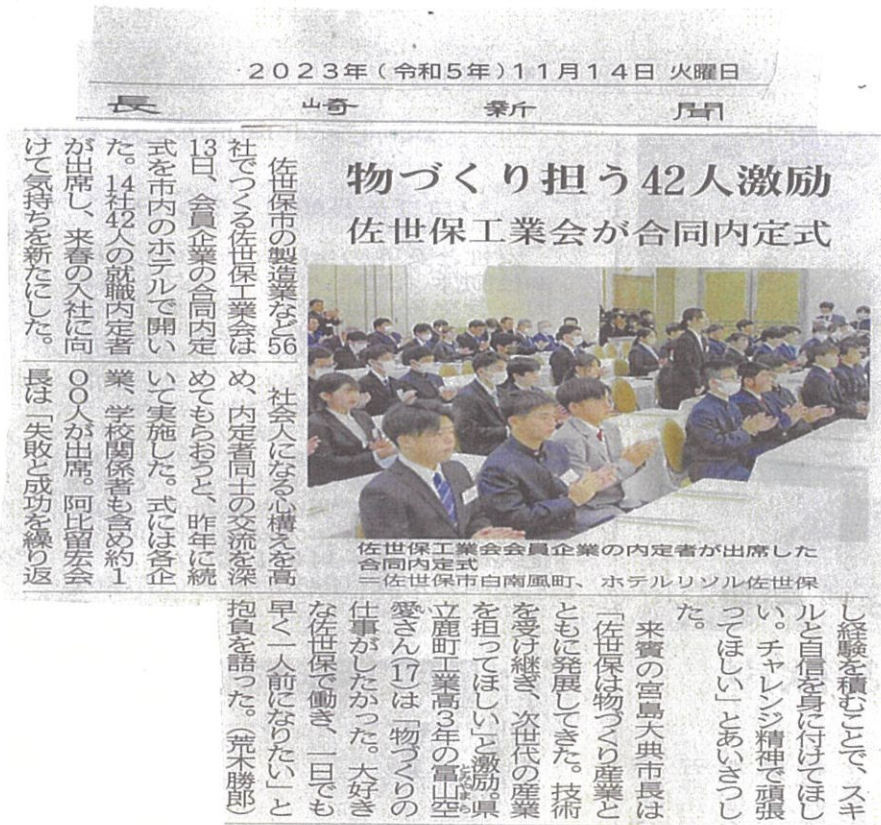 2023年(令和5年)11月14日 火曜日
長崎新聞
物づくり担う42人激励
佐世保工業会が合同内定式
佐世保市の製造業など56
社でつくる佐世保工業会は
13日、会員企業の合同内定
式を市内のホテルで開い
た。14社42人の就職内定者
が出席し、来春の入社に向
けて気持ちを新たにした。
社会人になる心構えを高
め、内定者同士の交流を深
めてもらおうと、昨年に続
いて実施した。式には各企
業、学校関係者も含め約1
00人が出席。阿比留宏会
長は「失敗と成功を繰り返
佐世保工業会会員企業の内定者が出席した
合同内定式
＝佐世保市白南風町、ホテルリソル佐世保
し経験を積むことで、スキ
ルと自信を身に付けてほし
い。チャレンジ精神で頑張
ってほしい」とあいさつし
た。
来賓の宮島大典市長は
「佐世保は物づくり産業と
ともに発展してきた。技術
を受け継ぎ、次世代の産業
を担ってほしい」と激励。県
立鹿町工業高3年の富山空
愛さん(17)は「物づくりの
仕事がしたかった。大好き
な佐世保で働き、一日でも
早く一人前になりたい」と
抱負を語った。(荒木勝郎)